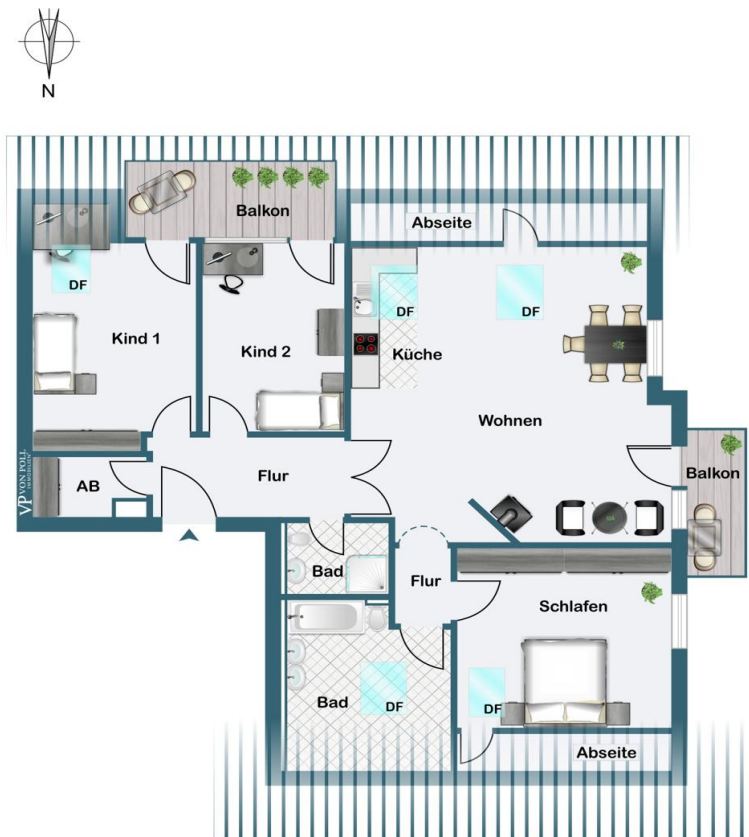 N
Balkon
Abseite
DF
DF
DF
Kind 1
Kind 2
Küche
Wohnen
VP VON POLL
IMMOBILIEN
AB
Flur
Balkon
Bad
Flur
Schlafen
Bad
DF
DF
Abseite